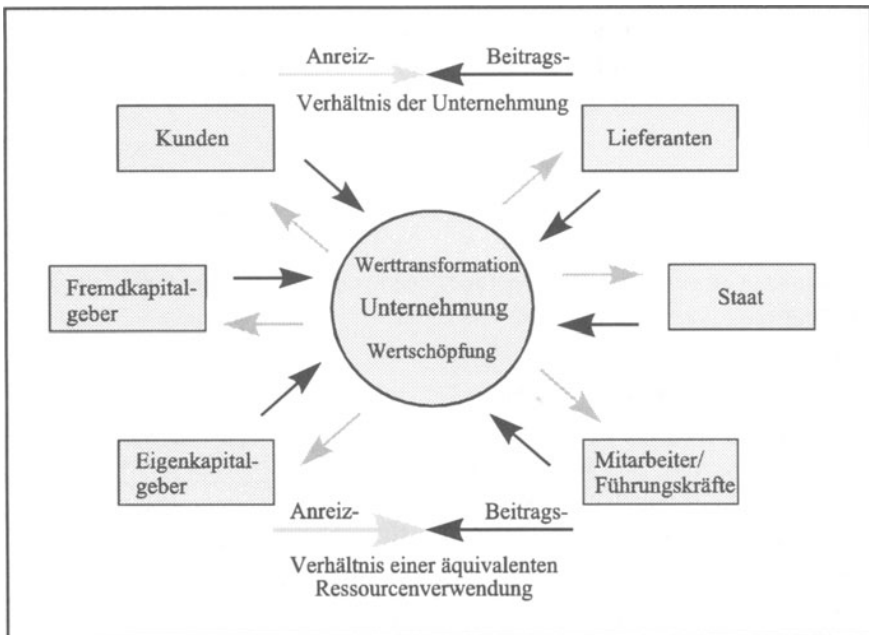 Anreiz- Beitrags-
Verhältnis der Unternehmung
Kunden
Lieferanten
Werttransformation
Unternehmung
Wertschöpfung
Fremdkapital-
geber
Staat
Eigenkapital-
geber
Mitarbeiter/
Führungskräfte
Anreiz- Beitrags-
Verhältnis einer äquivalenten
Ressourcenverwendung